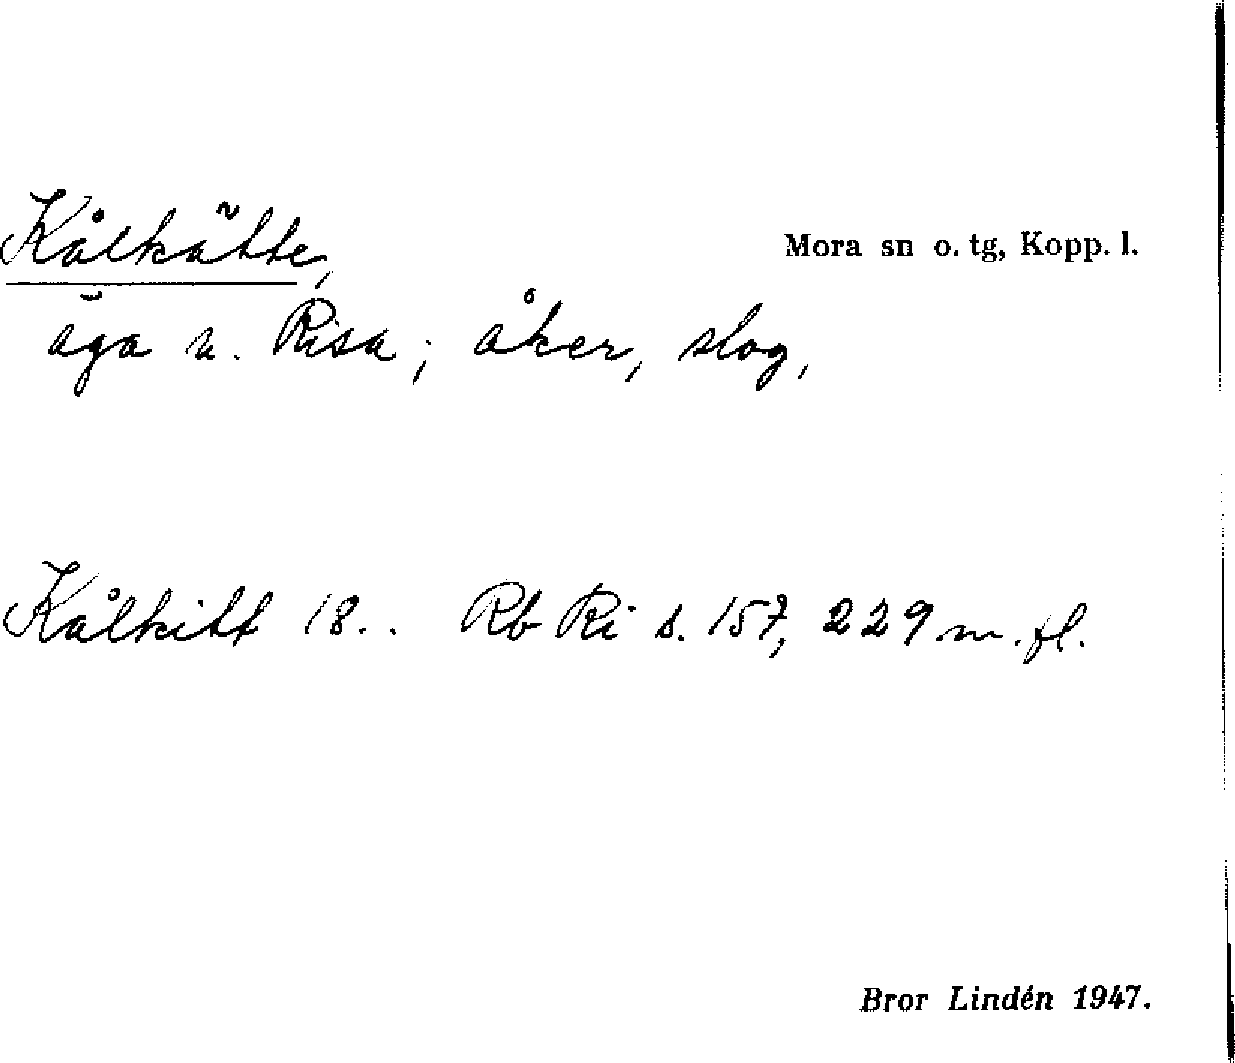 Kålkätte, Mora sn o. tg, Kopp. l.
äga u. Risa; åker, slog,
Kålkitt 18.. Rb Ri s. 157, 229 m. fl.
Bror Lindén 1947.